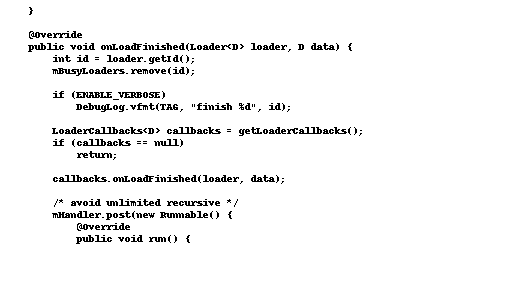 }
@Override
public void onLoadFinished(Loader<D> loader, D data) {
int id = loader.getId();
mBusyLoaders.remove(id);
if (ENABLE_VERBOSE)
DebugLog.vfmt(TAG, "finish %d", id);
LoaderCallbacks<D> callbacks = getLoaderCallbacks();
if (callbacks == null)
return;
callbacks.onLoadFinished(loader, data);
/* avoid unlimited recursive */
mHandler.post(new Runnable() {
@Override
public void run() {